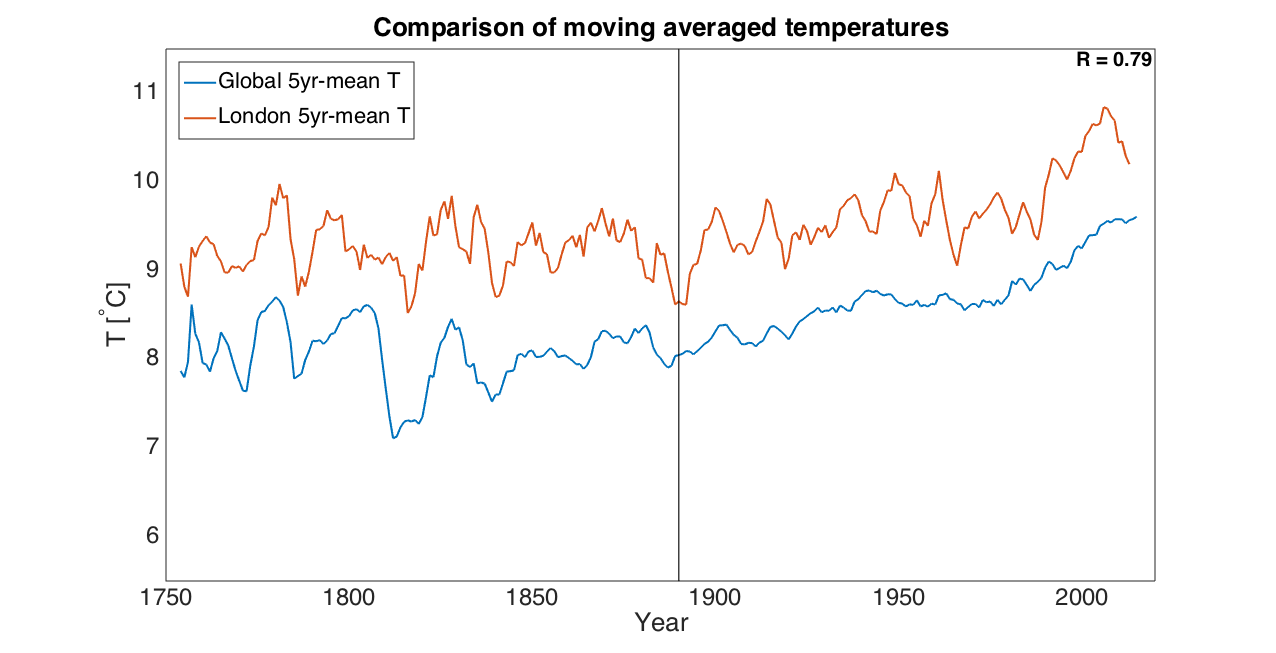 Comparison of moving averaged temperatures
R = 0.79
Global 5yr-mean T
London 5yr-mean T
11
10
9
8
7
6
T [°C]
1750 1800 1850 1900 1950 2000
Year